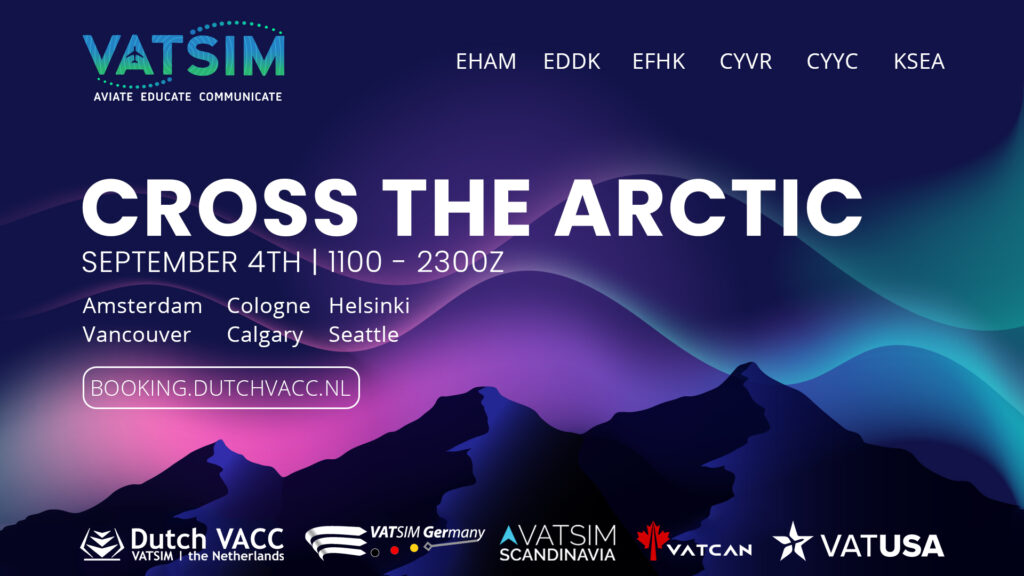 VATSIM
AVIATE EDUCATE COMMUNICATE
EHAM EDDK EFHK CYVR CYYC KSEA
CROSS THE ARCTIC
SEPTEMBER 4TH | 1100 - 2300Z
Amsterdam Cologne Helsinki
Vancouver Calgary Seattle
BOOKING.DUTCHVACC.NL
Dutch VACC
VATSIM | the Netherlands
VATSIM Germany
VATSIM
SCANDINAVIA
VATCAN
VATUSA